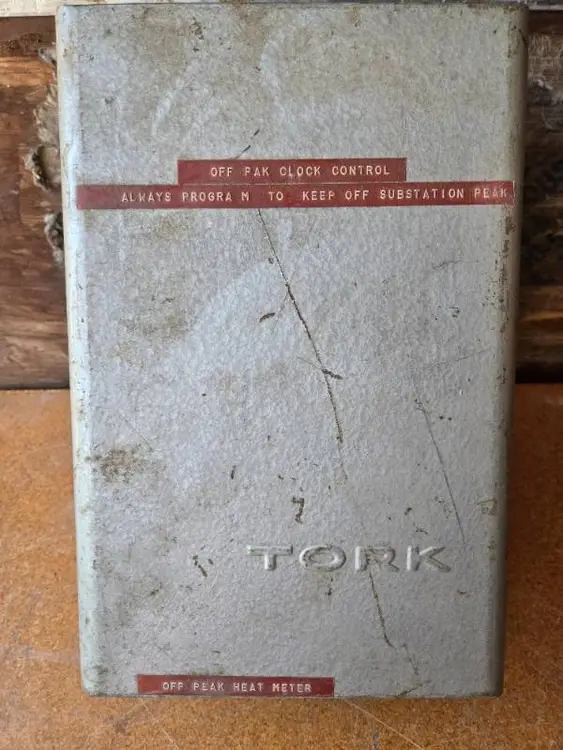 OFF PAK CLOCK CONTROL
ALWAYS PROGRA M TO KEEP OFF SUBSTATION PEAK
TORK
OFF PEAK HEAT METER